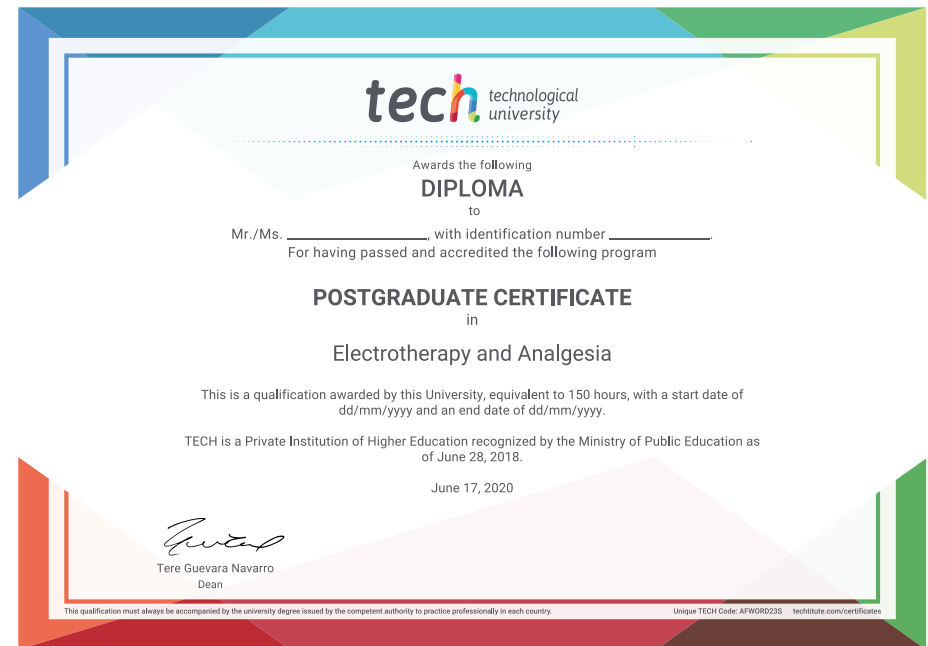 tech technological
university
Awards the following
DIPLOMA
to
Mr./Ms. ____________________, with identification number ______________.
For having passed and accredited the following program
POSTGRADUATE CERTIFICATE
in
Electrotherapy and Analgesia
This is a qualification awarded by this University, equivalent to 150 hours, with a start date of
dd/mm/yyyy and an end date of dd/mm/yyyy.
TECH is a Private Institution of Higher Education recognized by the Ministry of Public Education as
of June 28, 2018.
June 17, 2020
Tere Guevara Navarro
Dean
This qualification must always be accompanied by the university degree issued by the competent authority to practice professionally in each country.
Unique TECH Code: AFWORD23S techtitute.com/certificates